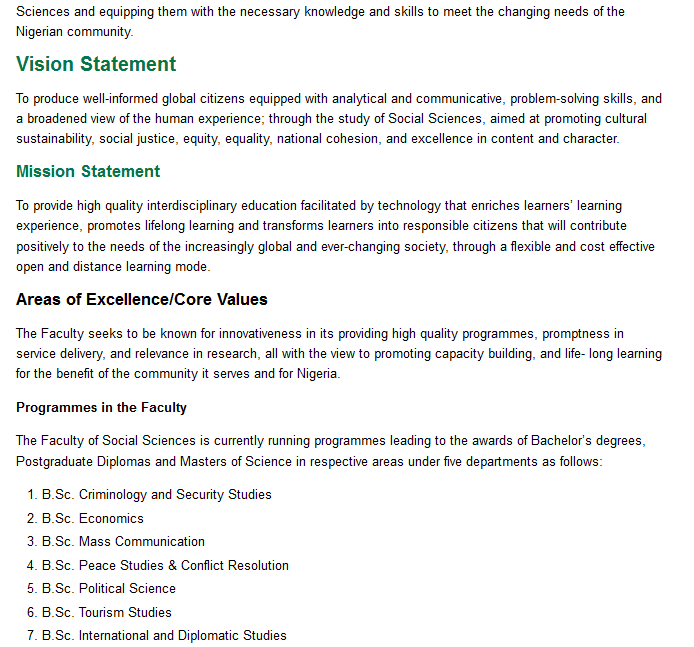 Sciences and equipping them with the necessary knowledge and skills to meet the changing needs of the
Nigerian community.
Vision Statement
To produce well-informed global citizens equipped with analytical and communicative, problem-solving skills, and
a broadened view of the human experience; through the study of Social Sciences, aimed at promoting cultural
sustainability, social justice, equity, equality, national cohesion, and excellence in content and character.
Mission Statement
To provide high quality interdisciplinary education facilitated by technology that enriches learners’ learning
experience, promotes lifelong learning and transforms learners into responsible citizens that will contribute
positively to the needs of the increasingly global and ever-changing society, through a flexible and cost effective
open and distance learning mode.
Areas of Excellence/Core Values
The Faculty seeks to be known for innovativeness in its providing high quality programmes, promptness in
service delivery, and relevance in research, all with the view to promoting capacity building, and life- long learning
for the benefit of the community it serves and for Nigeria.
Programmes in the Faculty
The Faculty of Social Sciences is currently running programmes leading to the awards of Bachelor’s degrees,
Postgraduate Diplomas and Masters of Science in respective areas under five departments as follows:
1. B.Sc. Criminology and Security Studies
2. B.Sc. Economics
3. B.Sc. Mass Communication
4. B.Sc. Peace Studies & Conflict Resolution
5. B.Sc. Political Science
6. B.Sc. Tourism Studies
7. B.Sc. International and Diplomatic Studies